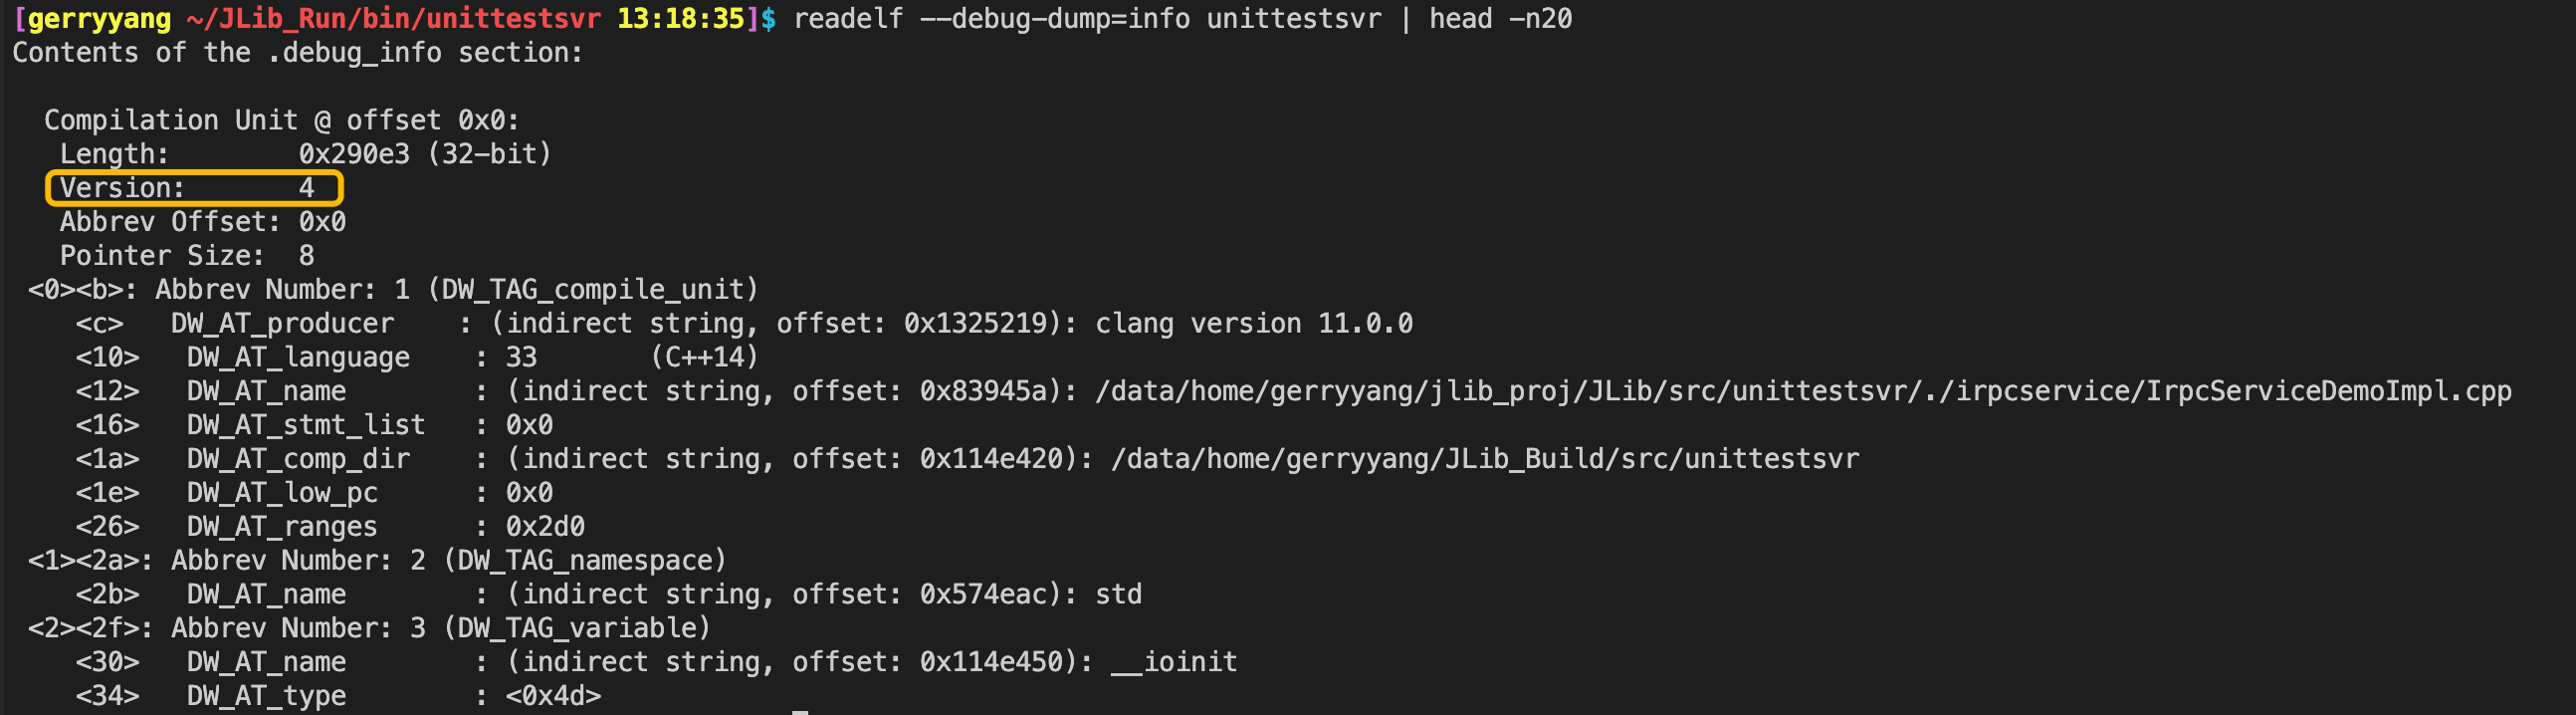 [gerryyang ~/JLib_Run/bin/unittestsvr 13:18:35]$ readelf --debug-dump=info unittestsvr | head -n20
Contents of the .debug_info section:
Compilation Unit @ offset 0x0:
Length: 0x290e3 (32-bit)
Version: 4
Abbrev Offset: 0x0
Pointer Size: 8
<0><b>: Abbrev Number: 1 (DW_TAG_compile_unit)
<c> DW_AT_producer : (indirect string, offset: 0x1325219): clang version 11.0.0
<10> DW_AT_language : 33 (C++14)
<12> DW_AT_name : (indirect string, offset: 0x83945a): /data/home/gerryyang/jlib_proj/JLib/src/unittestsvr/./irpcservice/IrpcServiceDemoImpl.cpp
<16> DW_AT_stmt_list : 0x0
<1a> DW_AT_comp_dir : (indirect string, offset: 0x114e420): /data/home/gerryyang/JLib_Build/src/unittestsvr
<1e> DW_AT_low_pc : 0x0
<26> DW_AT_ranges : 0x2d0
<1><2a>: Abbrev Number: 2 (DW_TAG_namespace)
<2b> DW_AT_name : (indirect string, offset: 0x574eac): std
<2><2f>: Abbrev Number: 3 (DW_TAG_variable)
<30> DW_AT_name : (indirect string, offset: 0x114e450): __ioinit
<34> DW_AT_type : <0x4d>